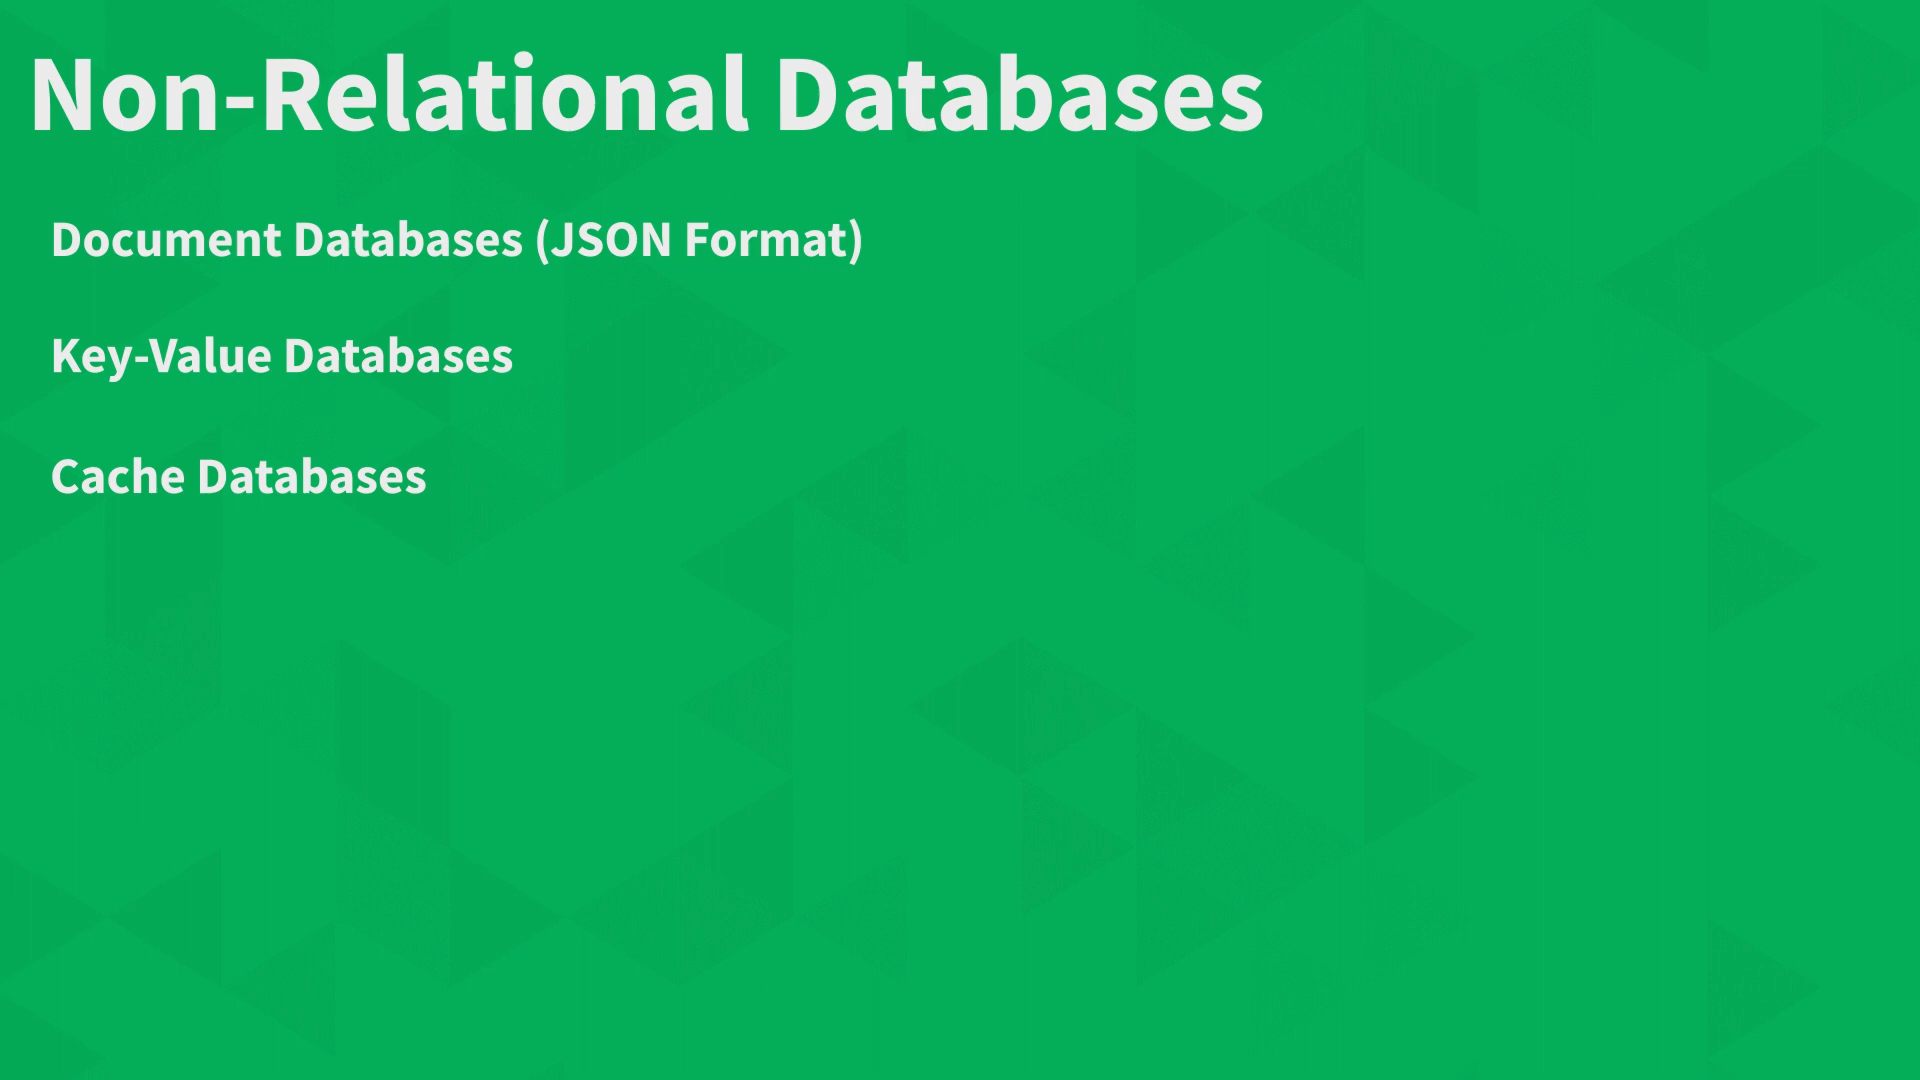 Non-Relational Databases
Document Databases (JSON Format)
Key-Value Databases
Cache Databases